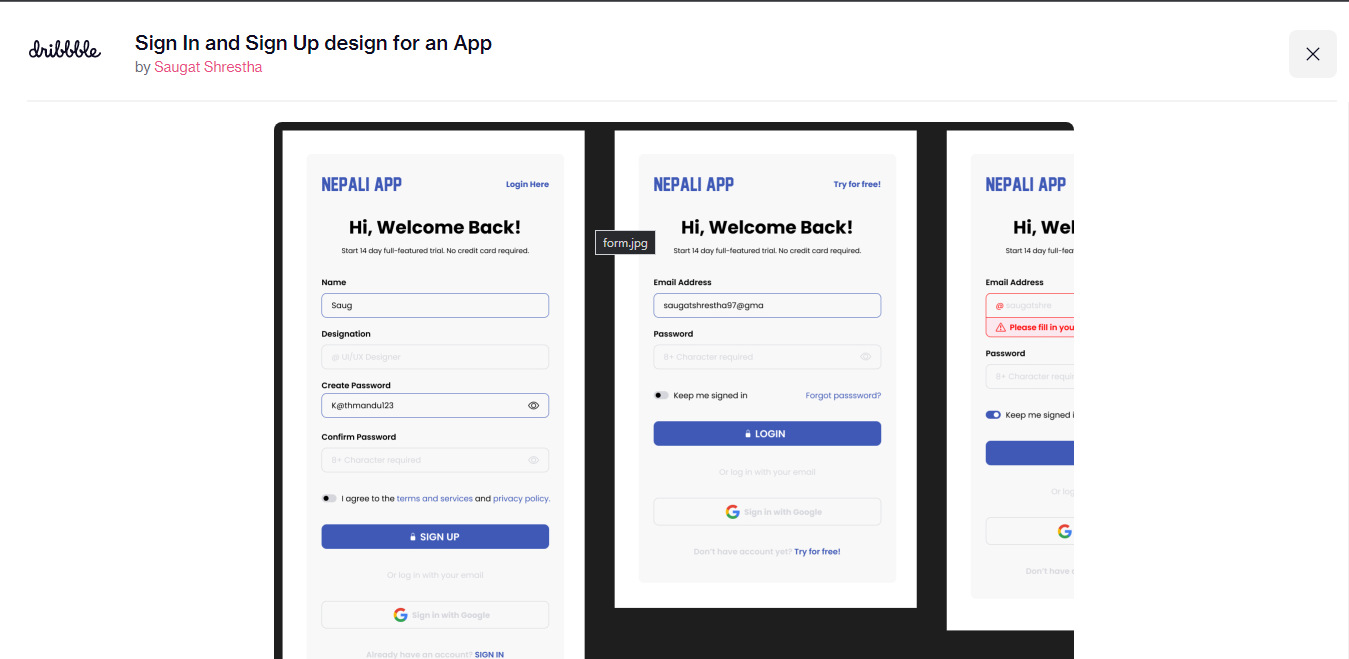 dribbble
Sign In and Sign Up design for an App
by Saugat Shrestha
NEPALI APP
Login Here
Hi, Welcome Back!
Start 14 day full-featured trial. No credit card required.
Name
Saug
Designation
@ UI/UX Designer
Create Password
K@thmandu123
Confirm Password
8+ Character required
I agree to the terms and services and privacy policy.
SIGN UP
Or log in with your email
Sign in with Google
Already have an account? SIGN IN
form.jpg
NEPALI APP
Try for free!
Hi, Welcome Back!
Start 14 day full-featured trial. No credit card required.
Email Address
saugatshrestha97@gma
Password
8+ Character required
Keep me signed in
Forgot passsword?
LOGIN
Or log in with your email
Sign in with Google
Don't have account yet? Try for free!
NEPALI APP
Hi, Wel
Start 14 day full-fea
Email Address
@ saugatshre
Please fill in you
Password
8+ Character requi
Keep me signed i
Or log
Don't have a